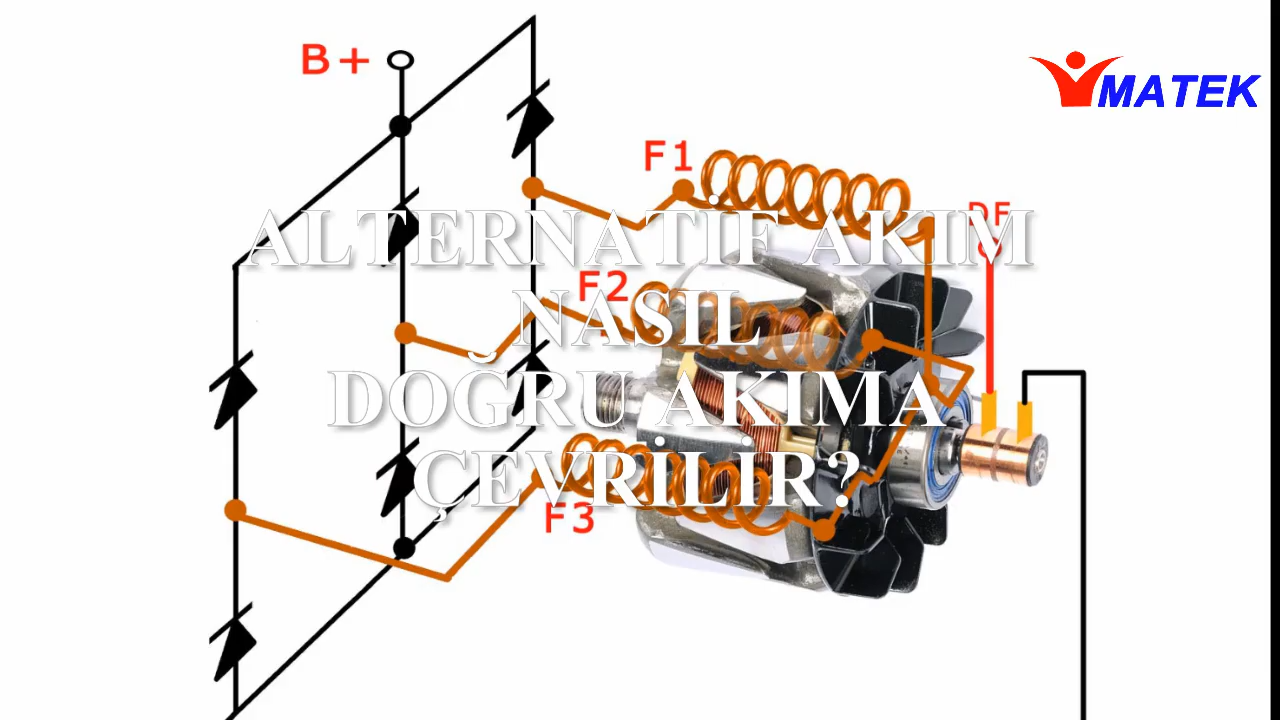 B+
MATEK
F1
DF
ALTERNATİF AKIM
F2
NASIL
DOĞRU AKIMA
ÇEVRİLİR?
F3